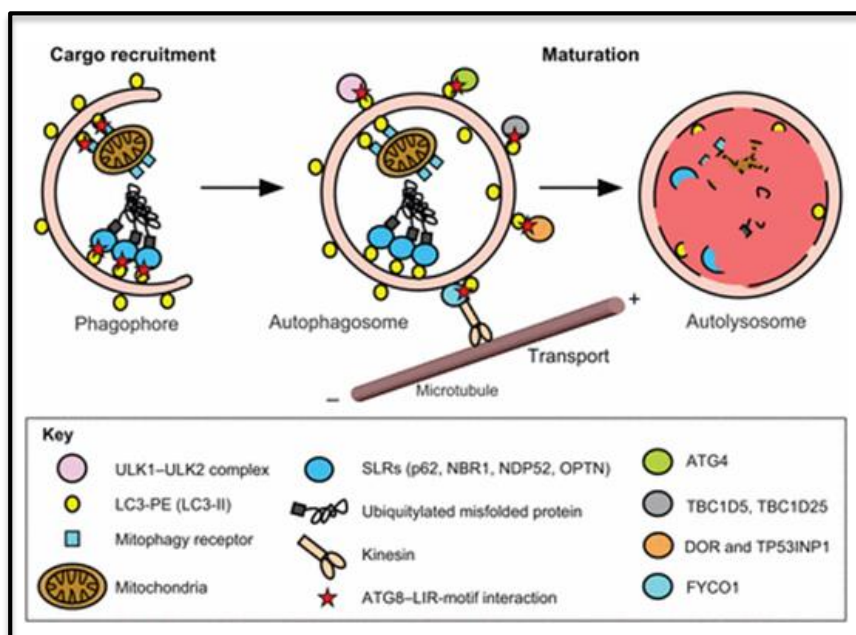 Cargo recruitment
Maturation
Phagophore
Autophagosome
+
Autolysosome
Transport
Microtubule
–
Key
ULK1–ULK2 complex
LC3-PE (LC3-II)
Mitophagy receptor
Mitochondria
SLRs (p62, NBR1, NDP52, OPTN)
Ubiquitylated misfolded protein
Kinesin
ATG8–LIR-motif interaction
ATG4
TBC1D5, TBC1D25
DOR and TP53INP1
FYCO1